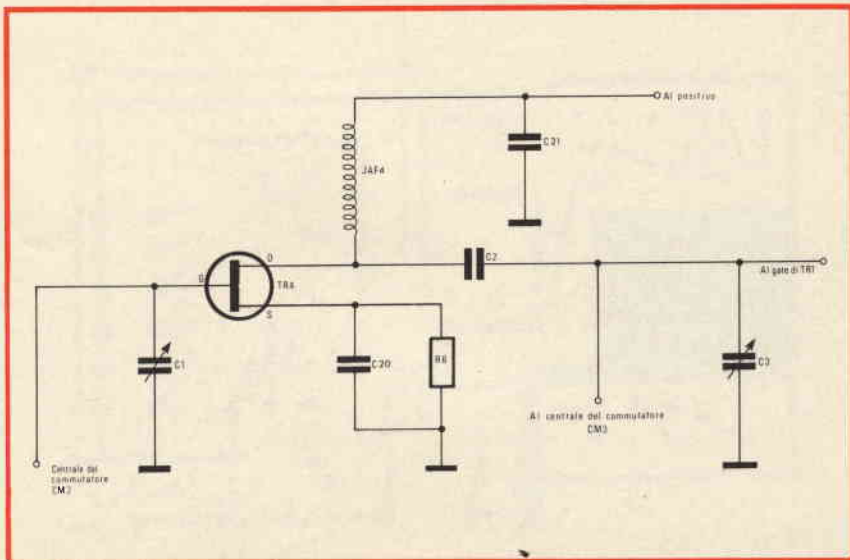 Al positivo
C21
JAF4
D
C2
G
TR4
Al gate di TR1
S
C1
C20
R6
C3
Al centrale del commutatore
CM3
Centrale del
commutatore
CM2